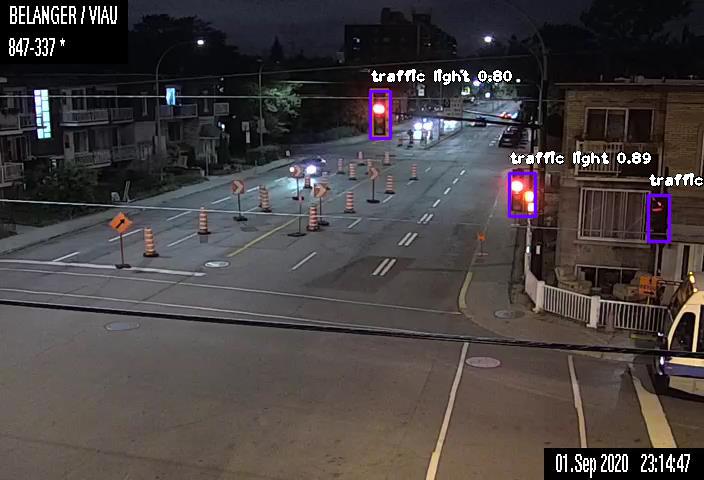 BELANGER / VIAU
847-337 *
traffic light 0.80
traffic light 0.89
traffic
01.Sep 2020 23:14:47